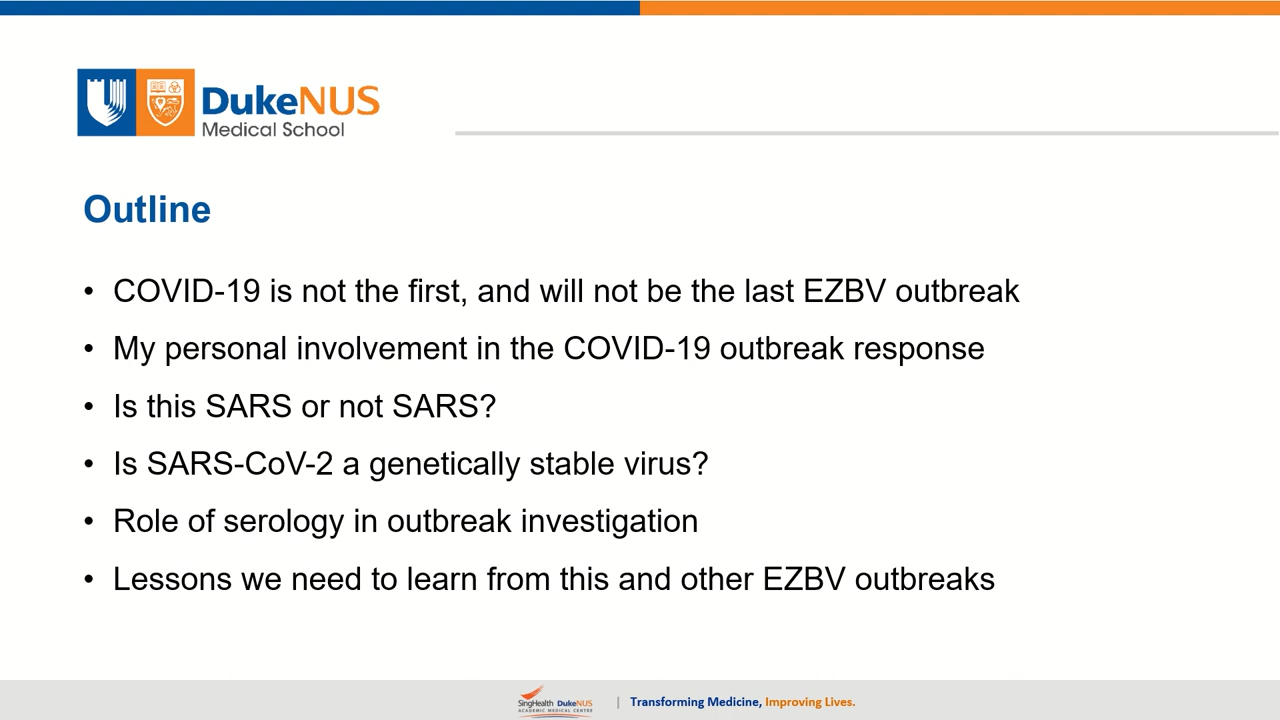 DukeNUS
Medical School
Outline
• COVID-19 is not the first, and will not be the last EZBV outbreak
• My personal involvement in the COVID-19 outbreak response
• Is this SARS or not SARS?
• Is SARS-CoV-2 a genetically stable virus?
• Role of serology in outbreak investigation
• Lessons we need to learn from this and other EZBV outbreaks
SingHealth DukeNUS
ACADEMIC MEDICAL CENTRE
| Transforming Medicine, Improving Lives.